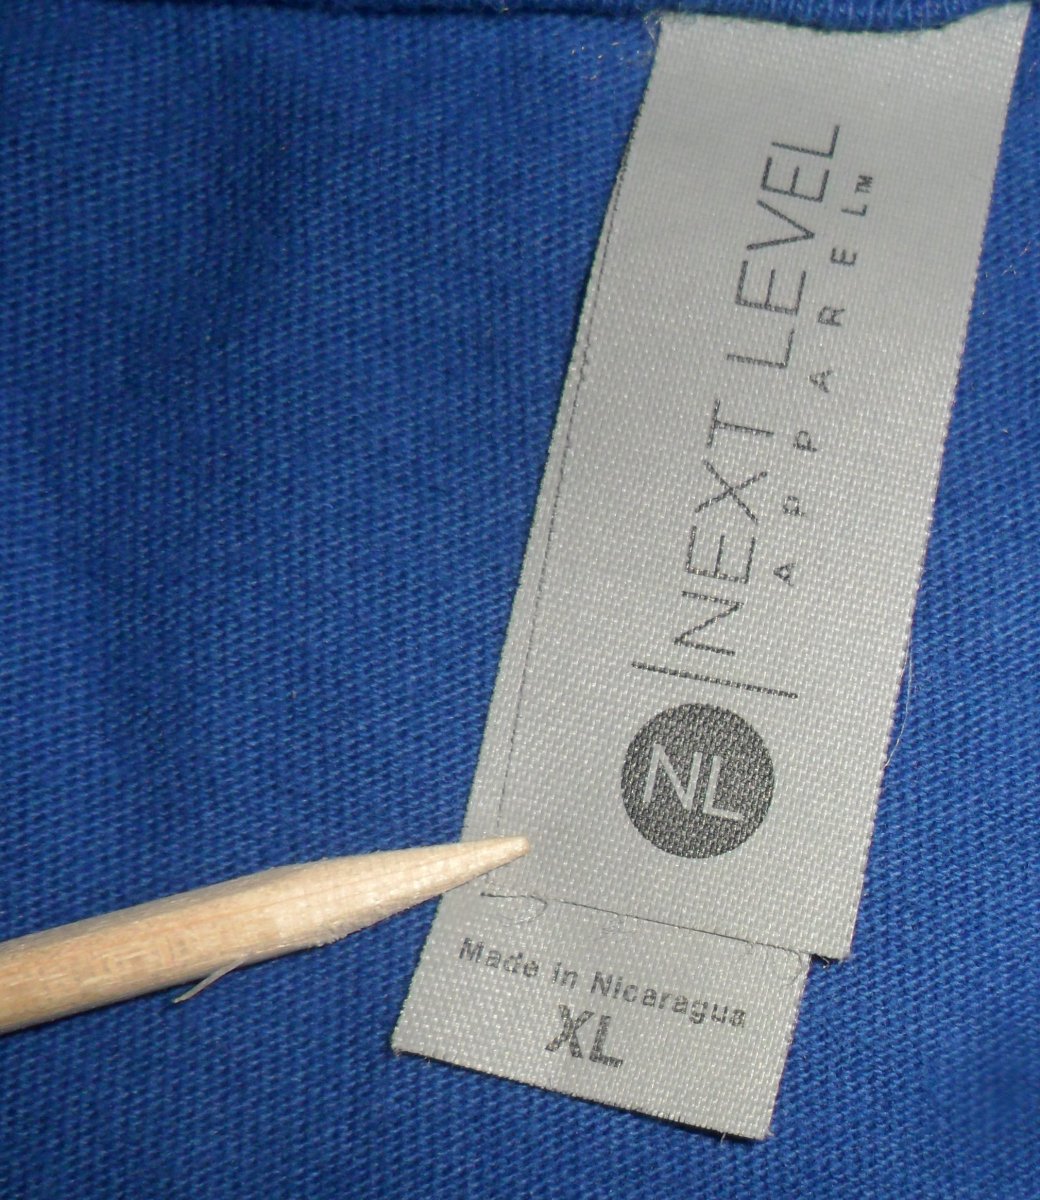 NL
NEXT LEVEL
APPAREL™
Made in Nicaragua
XL